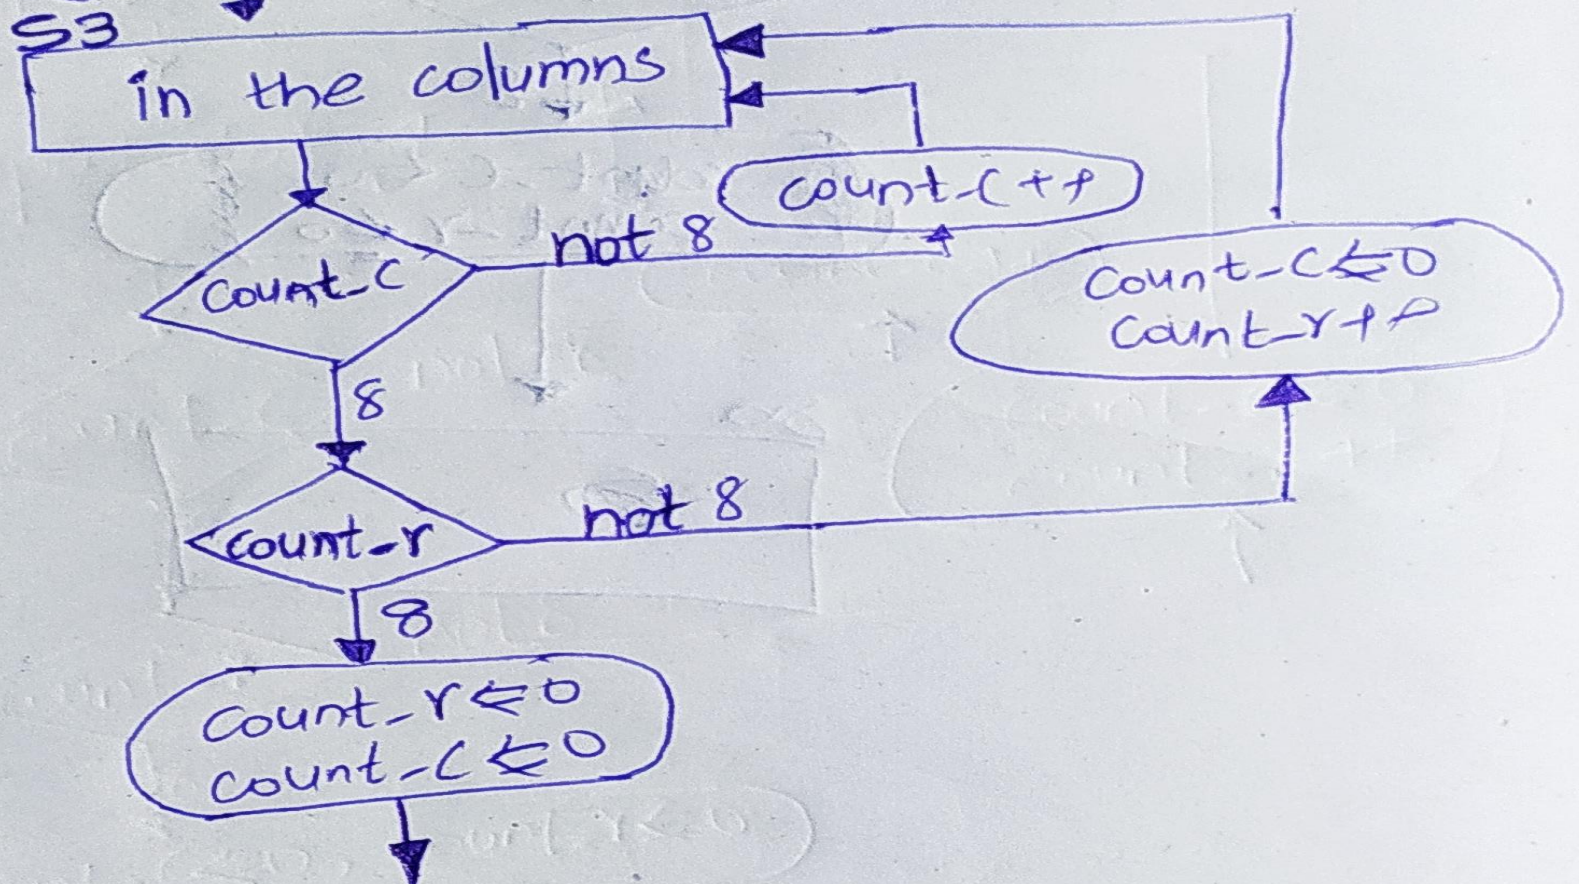 S3
in the columns
count_c++
not 8
count_c
count_c⇐0
count_r++
8
not 8
count_r
8
count_r⇐0
count_c⇐0